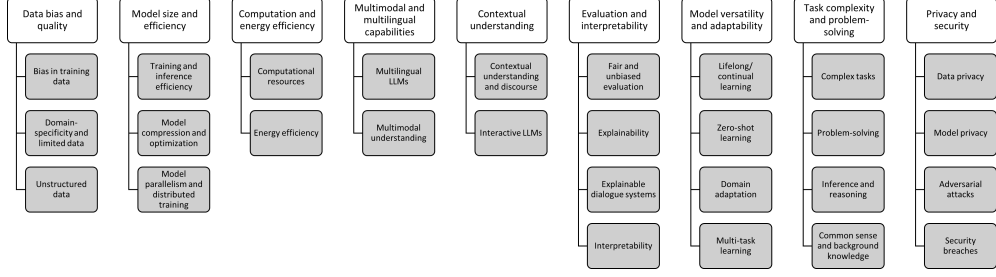 Data bias and
quality
Bias in training
data
Domain-
specificity and
limited data
Unstructured
data
Model size and
efficiency
Training and
inference
efficiency
Model
compression and
optimization
Model
parallelism and
distributed
training
Computation and
energy efficiency
Computational
resources
Energy efficiency
Multimodal and
multilingual
capabilities
Multilingual
LLMs
Multimodal
understanding
Contextual
understanding
Contextual
understanding
and discourse
Interactive LLMs
Evaluation and
interpretability
Fair and
unbiased
evaluation
Explainability
Explainable
dialogue systems
Interpretability
Model versatility
and adaptability
Lifelong/
continual
learning
Zero-shot
learning
Domain
adaptation
Multi-task
learning
Task complexity
and problem-
solving
Complex tasks
Problem-solving
Inference and
reasoning
Common sense
and background
knowledge
Privacy and
security
Data privacy
Model privacy
Adversarial
attacks
Security
breaches